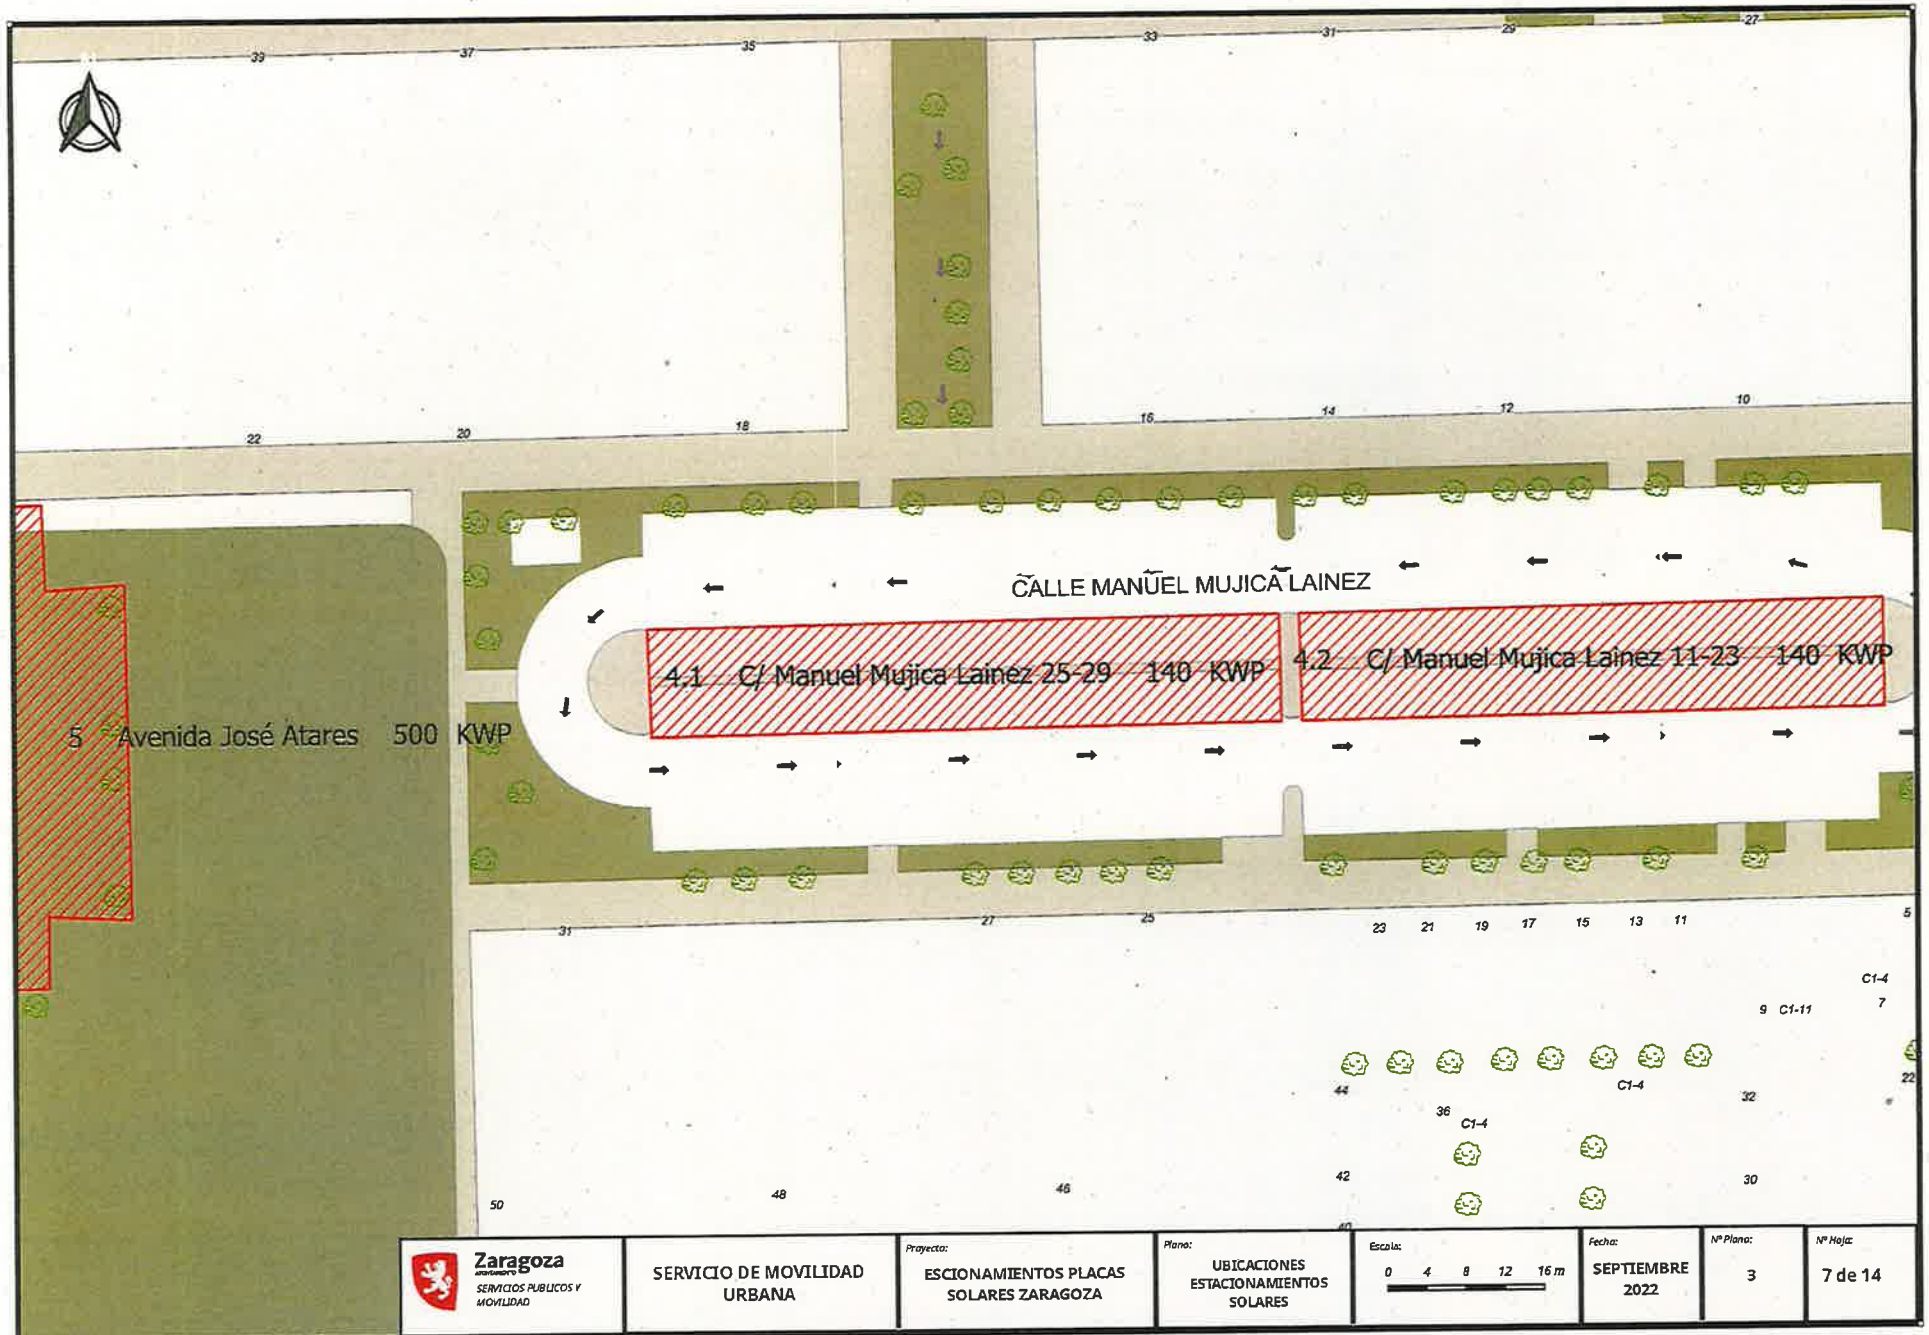 39 37 35 33 31 29 27
22 20 18 16 14 12 10
CALLE MANUEL MUJICA LAINEZ
4.1 C/ Manuel Mujica Lainez 25-29 140 KWP
4.2 C/ Manuel Mujica Lainez 11-23 140 KWP
5 Avenida José Atares 500 KWP
31 27 25 23 21 19 17 15 13 11 5
C1-4
9 C1-11 7
44 C1-4 32 22
36
C1-4
42 30
50 48 46
40
Zaragoza
AYUNTAMIENTO
SERVICIOS PUBLICOS Y
MOVILIDAD
SERVICIO DE MOVILIDAD
URBANA
Proyecto:
ESCIONAMIENTOS PLACAS
SOLARES ZARAGOZA
Plano:
UBICACIONES
ESTACIONAMIENTOS
SOLARES
Escala:
0 4 8 12 16 m
Fecha:
SEPTIEMBRE
2022
Nº Plano:
3
Nº Hoja:
7 de 14